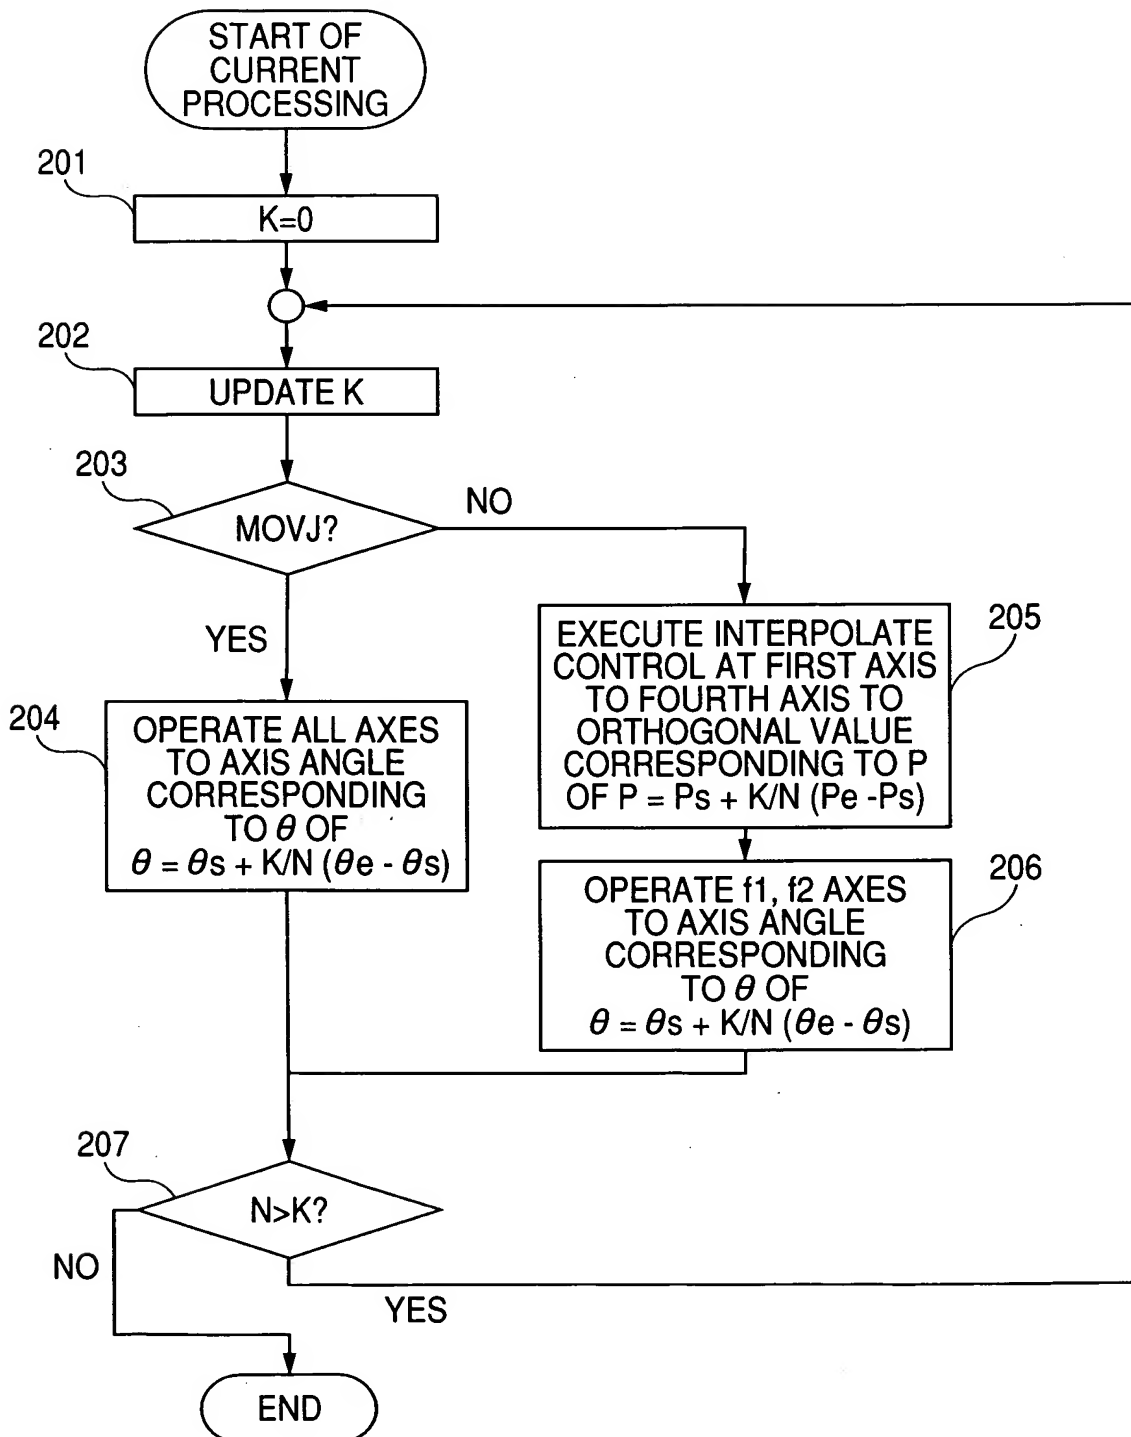 START OF
CURRENT
PROCESSING
201
K=0
202
UPDATE K
203
MOVJ?
NO
YES
204
OPERATE ALL AXES
TO AXIS ANGLE
CORRESPONDING
TO θ OF
θ = θs + K/N (θe - θs)
205
EXECUTE INTERPOLATE
CONTROL AT FIRST AXIS
TO FOURTH AXIS TO
ORTHOGONAL VALUE
CORRESPONDING TO P
OF P = Ps + K/N (Pe -Ps)
206
OPERATE f1, f2 AXES
TO AXIS ANGLE
CORRESPONDING
TO θ OF
θ = θs + K/N (θe - θs)
207
N>K?
NO
YES
END